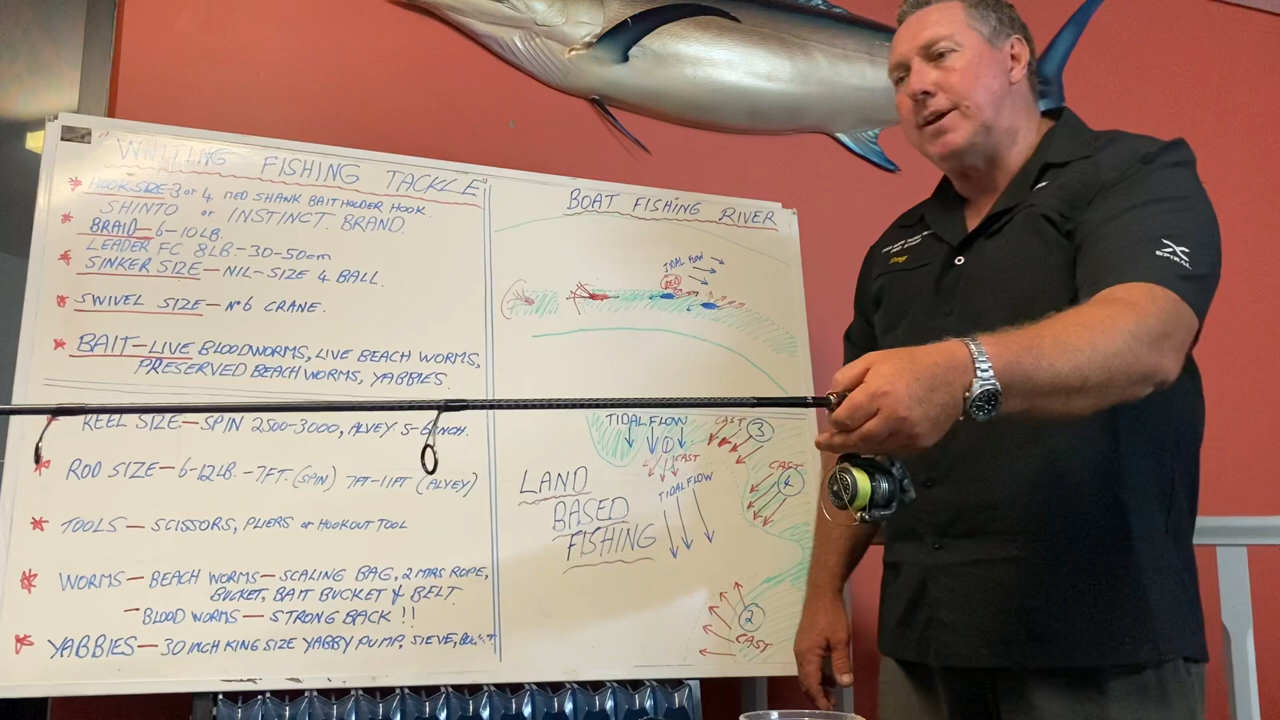 WHITING FISHING TACKLE
* HOOK SIZE-3 or 4 MED SHANK BAITHOLDER HOOK.
SHINTO or INSTINCT BRAND.
* BRAID-6-10LB.
LEADER FC 8LB-30-50cm
* SINKER SIZE-NIL-SIZE 4 BALL.
* SWIVEL SIZE-Nº6 CRANE.
* BAIT-LIVE BLOODWORMS, LIVE BEACH WORMS,
PRESERVED BEACH WORMS, YABBIES.
REEL SIZE-SPIN 2500-3000, ALVEY 5-6 INCH.
* ROD SIZE-6-12LB.-7FT.(SPIN) 7FT-11FT (ALVEY)
* TOOLS-SCISSORS, PLIERS or HOOKOUT TOOL
* WORMS-BEACH WORMS-SCALING BAG, 2 MTRS ROPE,
BUCKET, BAIT BUCKET & BELT
-BLOOD WORMS-STRONG BACK !!
* YABBIES-30 INCH KING SIZE YABBY PUMP, SIEVE,
BOAT FISHING RIVER
TIDAL FLOW
RED
TIDAL FLOW
1
CAST
CAST
3
CAST
4
TIDAL FLOW
LAND
BASED
FISHING
2
CAST
SPIRAL